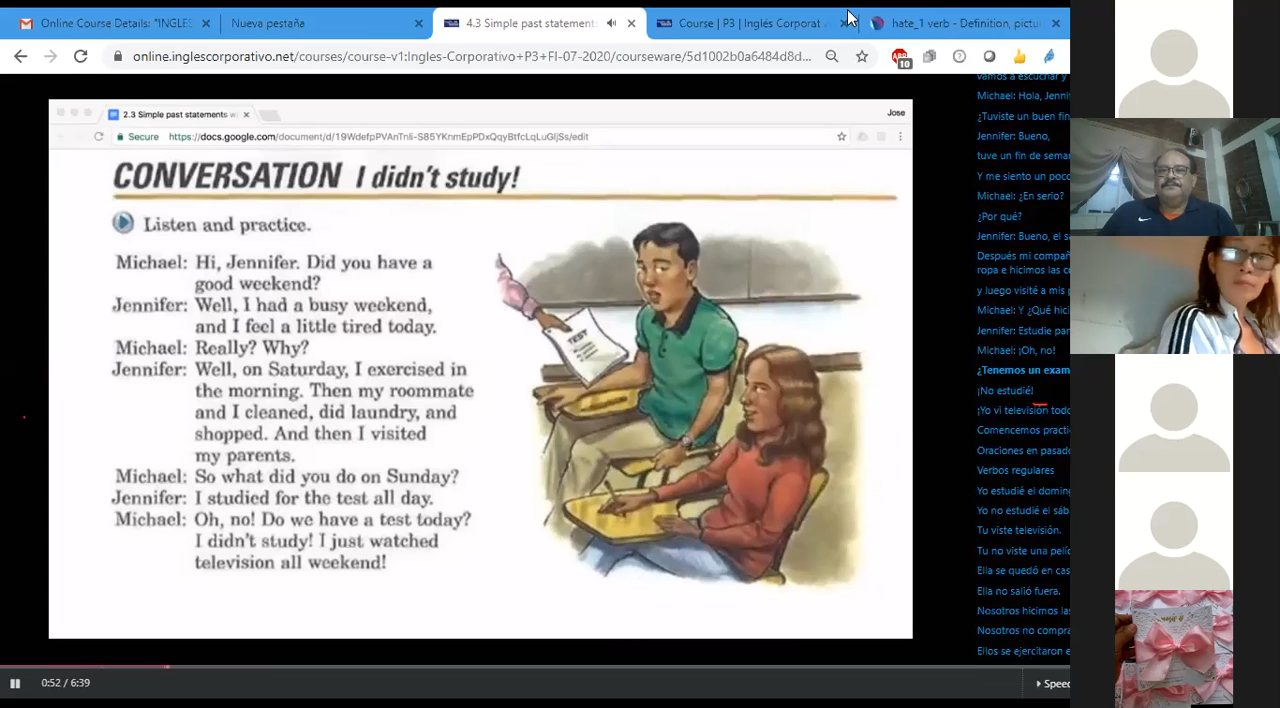 Online Course Details: "INGLES
Nueva pestaña
4.3 Simple past statements
Course | P3 | Inglés Corporat
hate_1 verb - Definition, pictu
online.inglescorporativo.net/courses/course-v1:Ingles-Corporativo+P3+FI-07-2020/courseware/5d1002b0a6484d8d...
10
2.3 Simple past statements w
Jose
Secure https://docs.google.com/document/d/
/edit
CONVERSATION I didn't study!
Listen and practice.
Michael: Hi, Jennifer. Did you have a
good weekend?
Jennifer: Well, I had a busy weekend,
and I feel a little tired today.
Michael: Really? Why?
Jennifer: Well, on Saturday, I exercised in
the morning. Then my roommate
and I cleaned, did laundry, and
shopped. And then I visited
my parents.
Michael: So what did you do on Sunday?
Jennifer: I studied for the test all day.
Michael: Oh, no! Do we have a test today?
I didn't study! I just watched
television all weekend!
TEST
vamos a escuchar y
Michael: Hola, Jenni
¿Tuviste un buen fin
Jennifer: Bueno,
tuve un fin de sema
Y me siento un poco
Michael: ¿En serio?
¿Por qué?
Jennifer: Bueno, el s
Después mi compañ
ropa e hicimos las c
y luego visité a mis
Michael: Y ¿Qué hici
Jennifer: Estudie par
Michael: ¡Oh, no!
¿Tenemos un exam
¡No estudié!
¡Yo vi televisión todo
Comencemos practi
Oraciones en pasado
Verbos regulares
Yo estudié el doming
Yo no estudié el sáb
Tu viste televisión.
Tu no viste una pelíc
Ella se quedó en cas
Ella no salió fuera.
Nosotros hicimos las
Nosotros no compra
Ellos se ejercitaron e
0:52 / 6:39
Speed